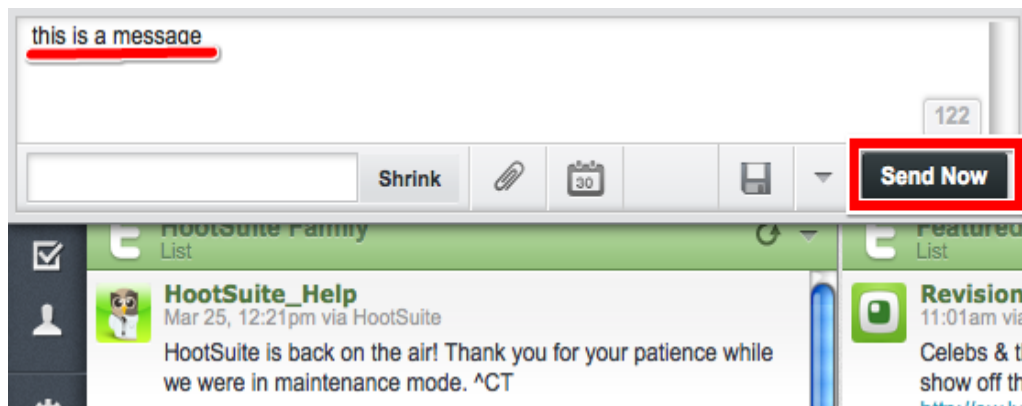 this is a message
122
Shrink
30
Send Now
HootSuite Family
List
HootSuite_Help
Mar 25, 12:21pm via HootSuite
HootSuite is back on the air! Thank you for your patience while
we were in maintenance mode. ^CT
Featured
List
Revision
11:01am via
Celebs & t
show off th